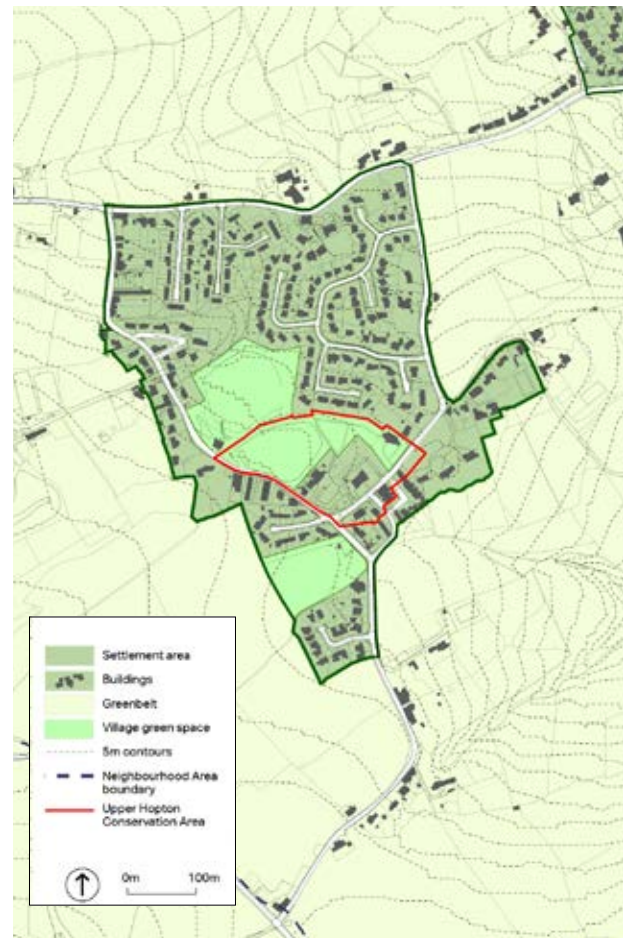 Settlement area
Buildings
Greenbelt
Village green space
5m contours
Neighbourhood Area
boundary
Upper Hopton
Conservation Area
0m 100m